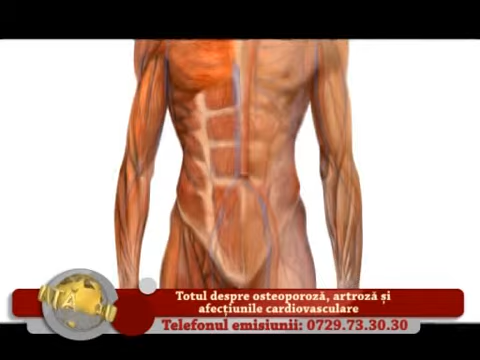 Totul despre osteoporoză, artroză și
afecțiunile cardiovasculare
Telefonul emisiunii: 0729.73.30.30